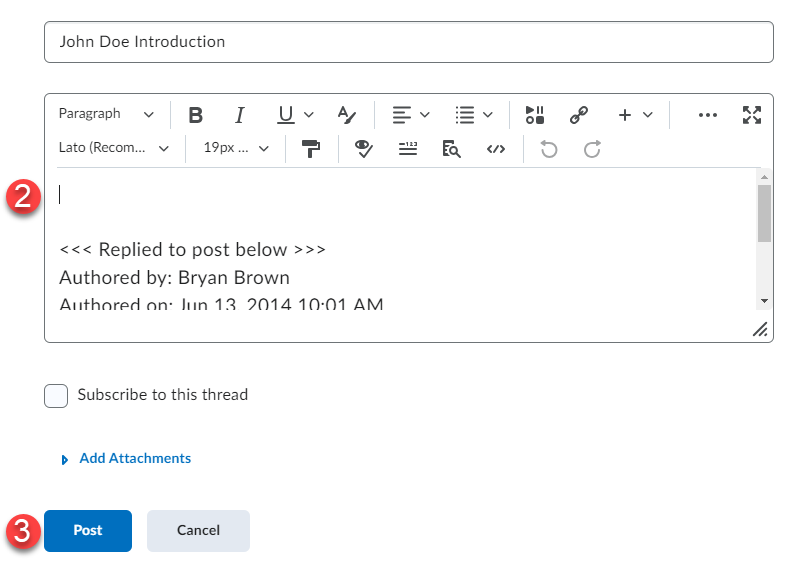 John Doe Introduction
Paragraph B I U A
Lato (Recom... 19px ... 123 </>
2
<<< Replied to post below >>>
Authored by: Bryan Brown
Authored on: Jun 13, 2014 10:01 AM
Subscribe to this thread
Add Attachments
3 Post Cancel